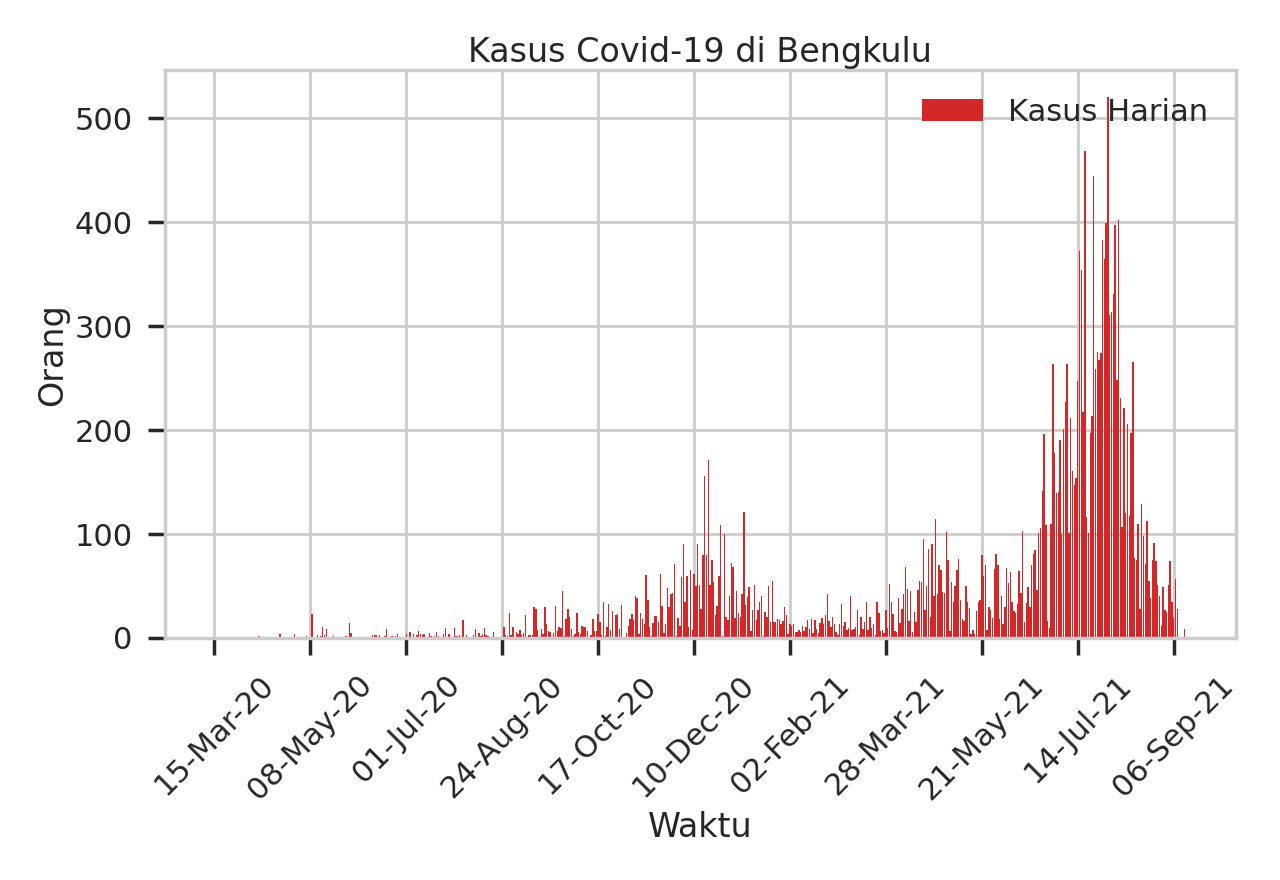 Kasus Covid-19 di Bengkulu
Kasus Harian
500
400
300
200
100
0
Orang
15-Mar-20
08-May-20
01-Jul-20
24-Aug-20
17-Oct-20
10-Dec-20
02-Feb-21
28-Mar-21
21-May-21
14-Jul-21
06-Sep-21
Waktu